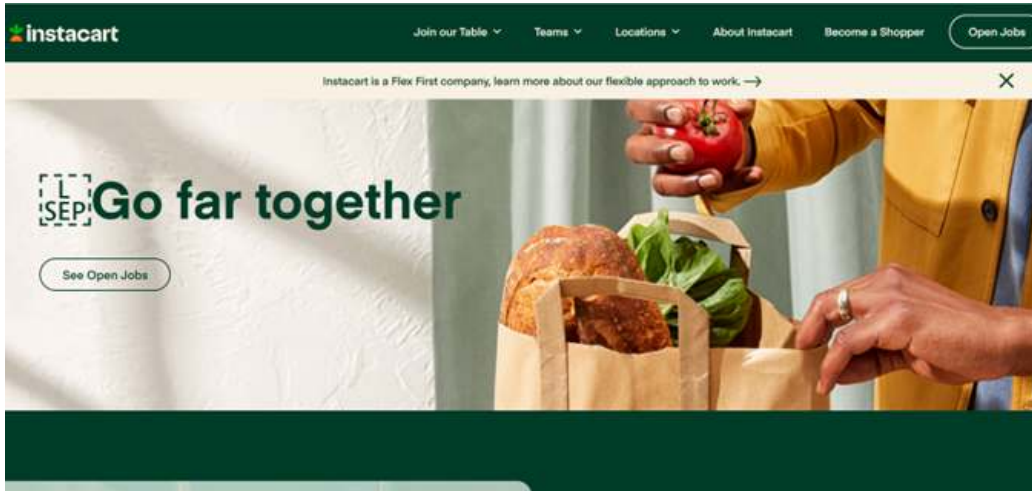 instacart
Join our Table
Teams
Locations
About Instacart
Become a Shopper
Open Jobs
Instacart is a Flex First company, learn more about our flexible approach to work. →
L
SEP
Go far together
See Open Jobs